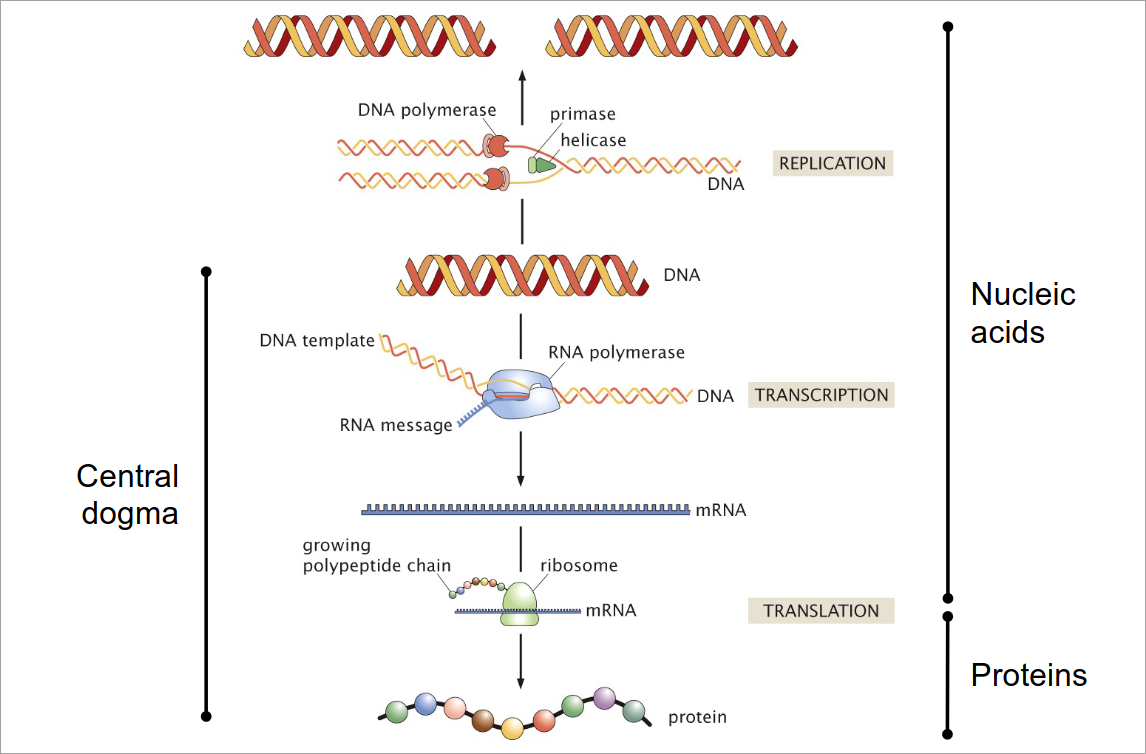 DNA polymerase
primase
helicase
REPLICATION
DNA
DNA
Nucleic
acids
DNA template
RNA polymerase
DNA
TRANSCRIPTION
RNA message
Central
dogma
mRNA
growing
polypeptide chain
ribosome
mRNA
TRANSLATION
Proteins
protein